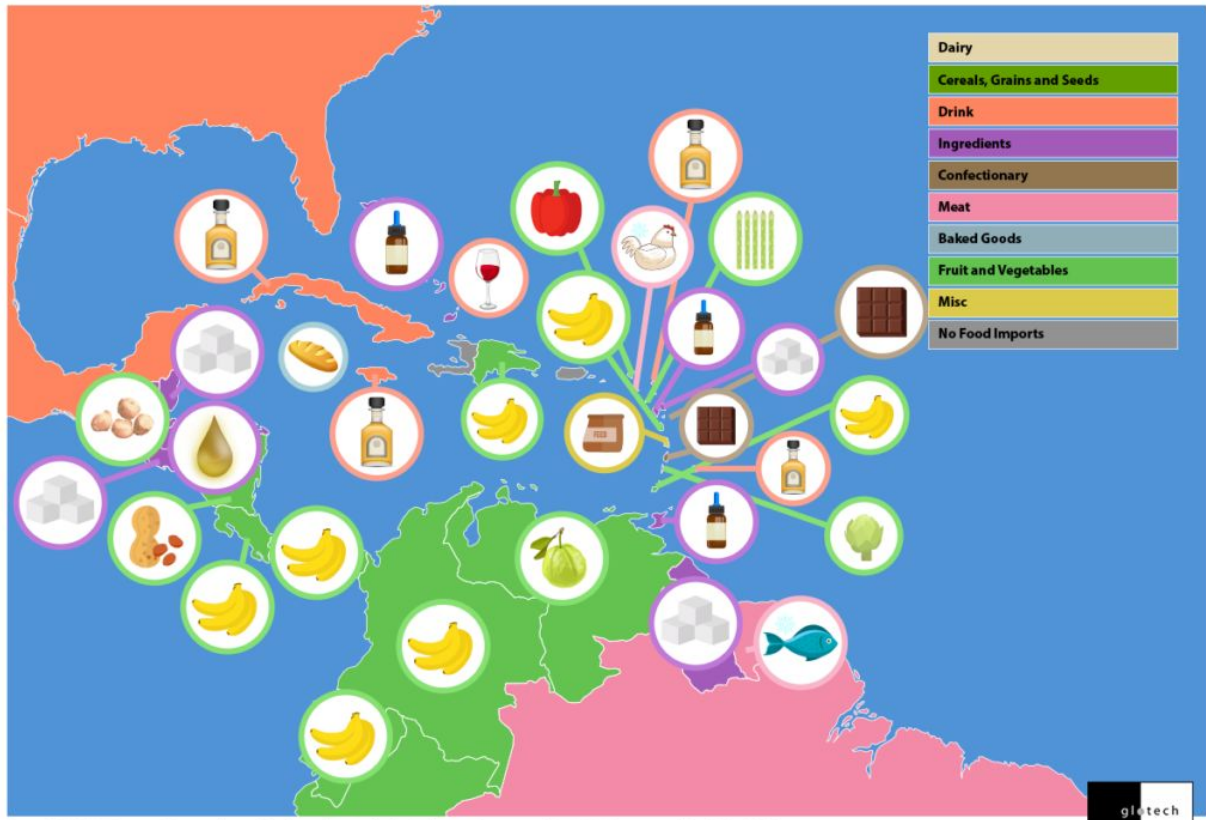 Dairy
Cereals, Grains and Seeds
Drink
Ingredients
Confectionary
Meat
Baked Goods
Fruit and Vegetables
Misc
No Food Imports
FEED
glotech